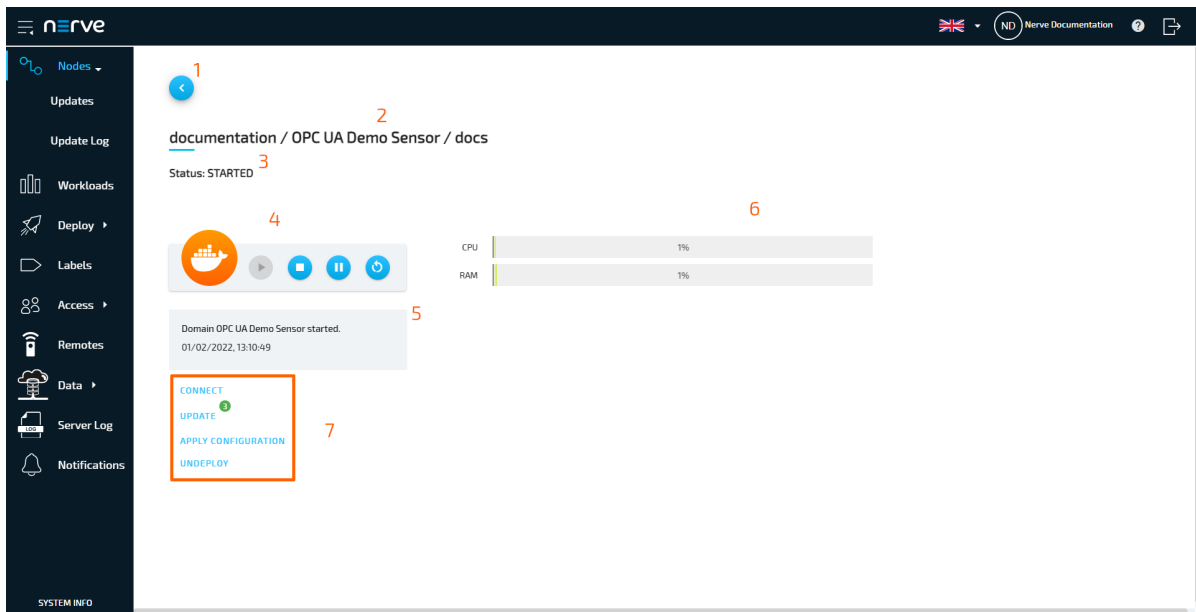 nerve
ND Nerve Documentation ?
Nodes
Updates
Update Log
Workloads
Deploy
Labels
Access
Remotes
Data
LOG Server Log
Notifications
SYSTEM INFO
1
2
documentation / OPC UA Demo Sensor / docs
3
Status: STARTED
4
6
CPU 1%
RAM 1%
5
Domain OPC UA Demo Sensor started.
01/02/2022, 13:10:49
CONNECT
UPDATE 3
7
APPLY CONFIGURATION
UNDEPLOY